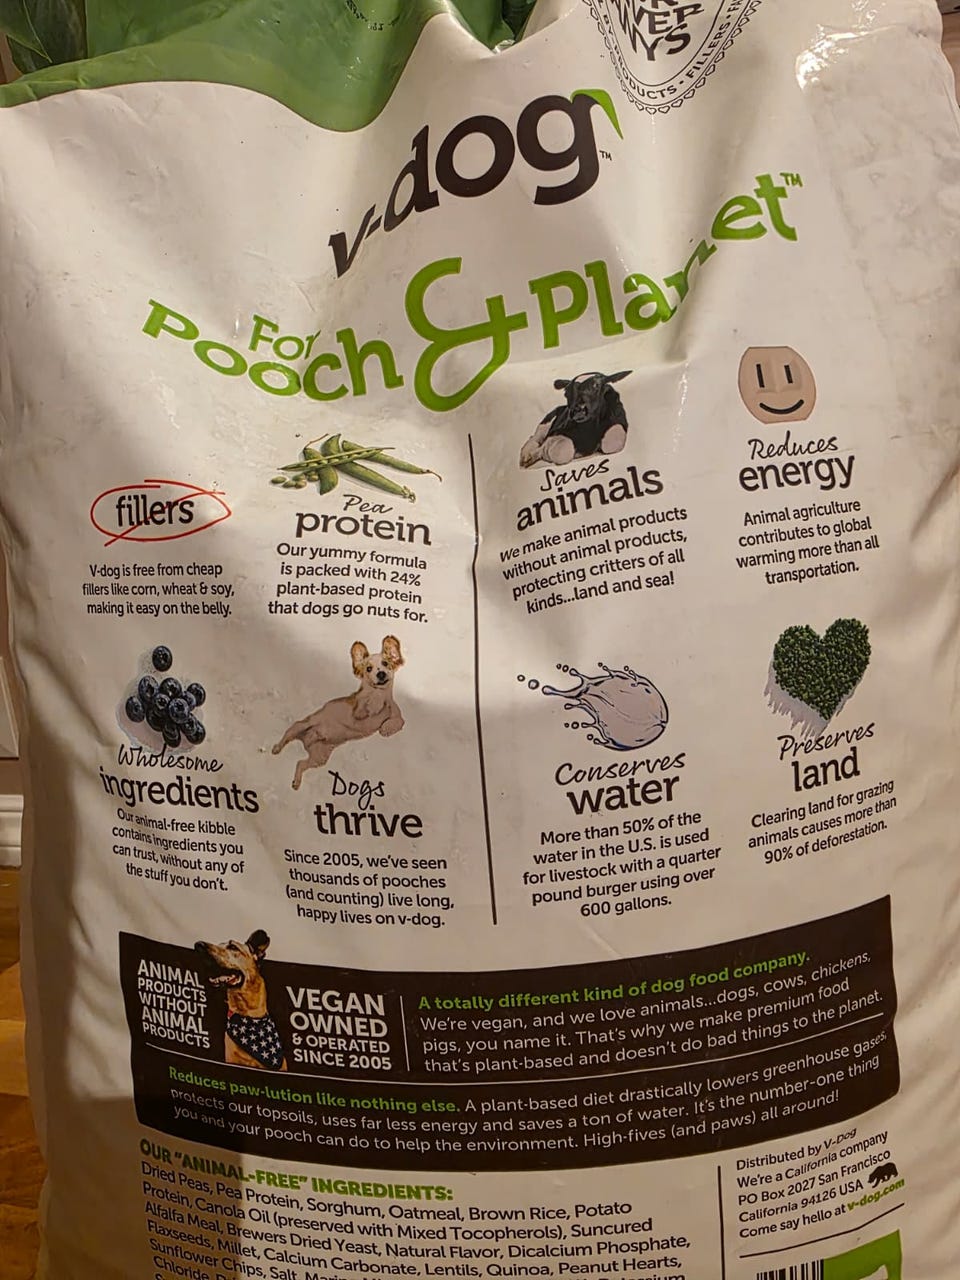 BY-PRODUCTS • FILLERS •
v-dog™
For
Pooch & Planet™
fillers
V-dog is free from cheap
fillers like corn, wheat & soy,
making it easy on the belly.
Pea
protein
Our yummy formula
is packed with 24%
plant-based protein
that dogs go nuts for.
Wholesome
ingredients
Our animal-free kibble
contains ingredients you
can trust, without any of
the stuff you don't.
Dogs
thrive
Since 2005, we've seen
thousands of pooches
(and counting) live long,
happy lives on v-dog.
Saves
animals
We make animal products
without animal products,
protecting critters of all
kinds...land and sea!
Reduces
energy
Animal agriculture
contributes to global
warming more than all
transportation.
Conserves
water
More than 50% of the
water in the U.S. is used
for livestock with a quarter
pound burger using over
600 gallons.
Preserves
land
Clearing land for grazing
animals causes more than
90% of deforestation.
ANIMAL
PRODUCTS
WITHOUT
ANIMAL
PRODUCTS
VEGAN
OWNED
& OPERATED
SINCE 2005
A totally different kind of dog food company.
We're vegan, and we love animals...dogs, cows, chickens,
pigs, you name it. That's why we make premium food
that's plant-based and doesn't do bad things to the planet.
Reduces paw-lution like nothing else. A plant-based diet drastically lowers greenhouse gases,
protects our topsoils, uses far less energy and saves a ton of water. It's the number-one thing
you and your pooch can do to help the environment. High-fives (and paws) all around!
OUR "ANIMAL-FREE" INGREDIENTS:
Dried Peas, Pea Protein, Sorghum, Oatmeal, Brown Rice, Potato
Protein, Canola Oil (preserved with Mixed Tocopherols), Suncured
Alfalfa Meal, Brewers Dried Yeast, Natural Flavor, Dicalcium Phosphate,
Flaxseeds, Millet, Calcium Carbonate, Lentils, Quinoa, Peanut Hearts,
Sunflower Chips, Salt,
Chloride,
Distributed by V-Dog
We're a California company
PO Box 2027 San Francisco
California 94126 USA
Come say hello at v-dog.com